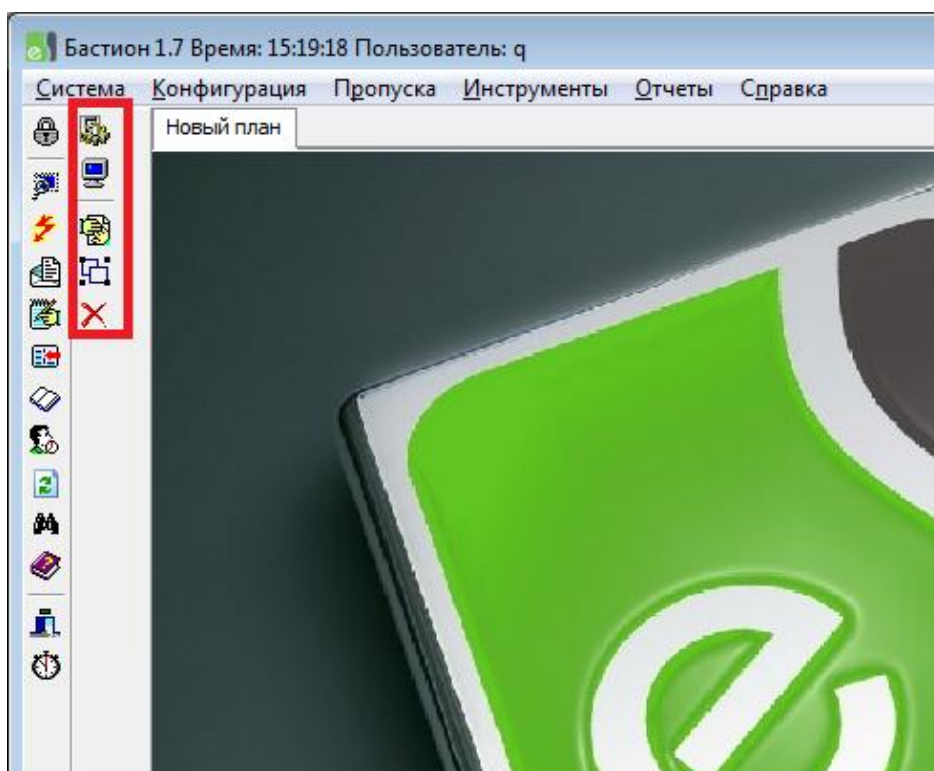 Бастион 1.7 Время: 15:19:18 Пользователь: q
Система Конфигурация Пропуска Инструменты Отчеты Справка
Новый план